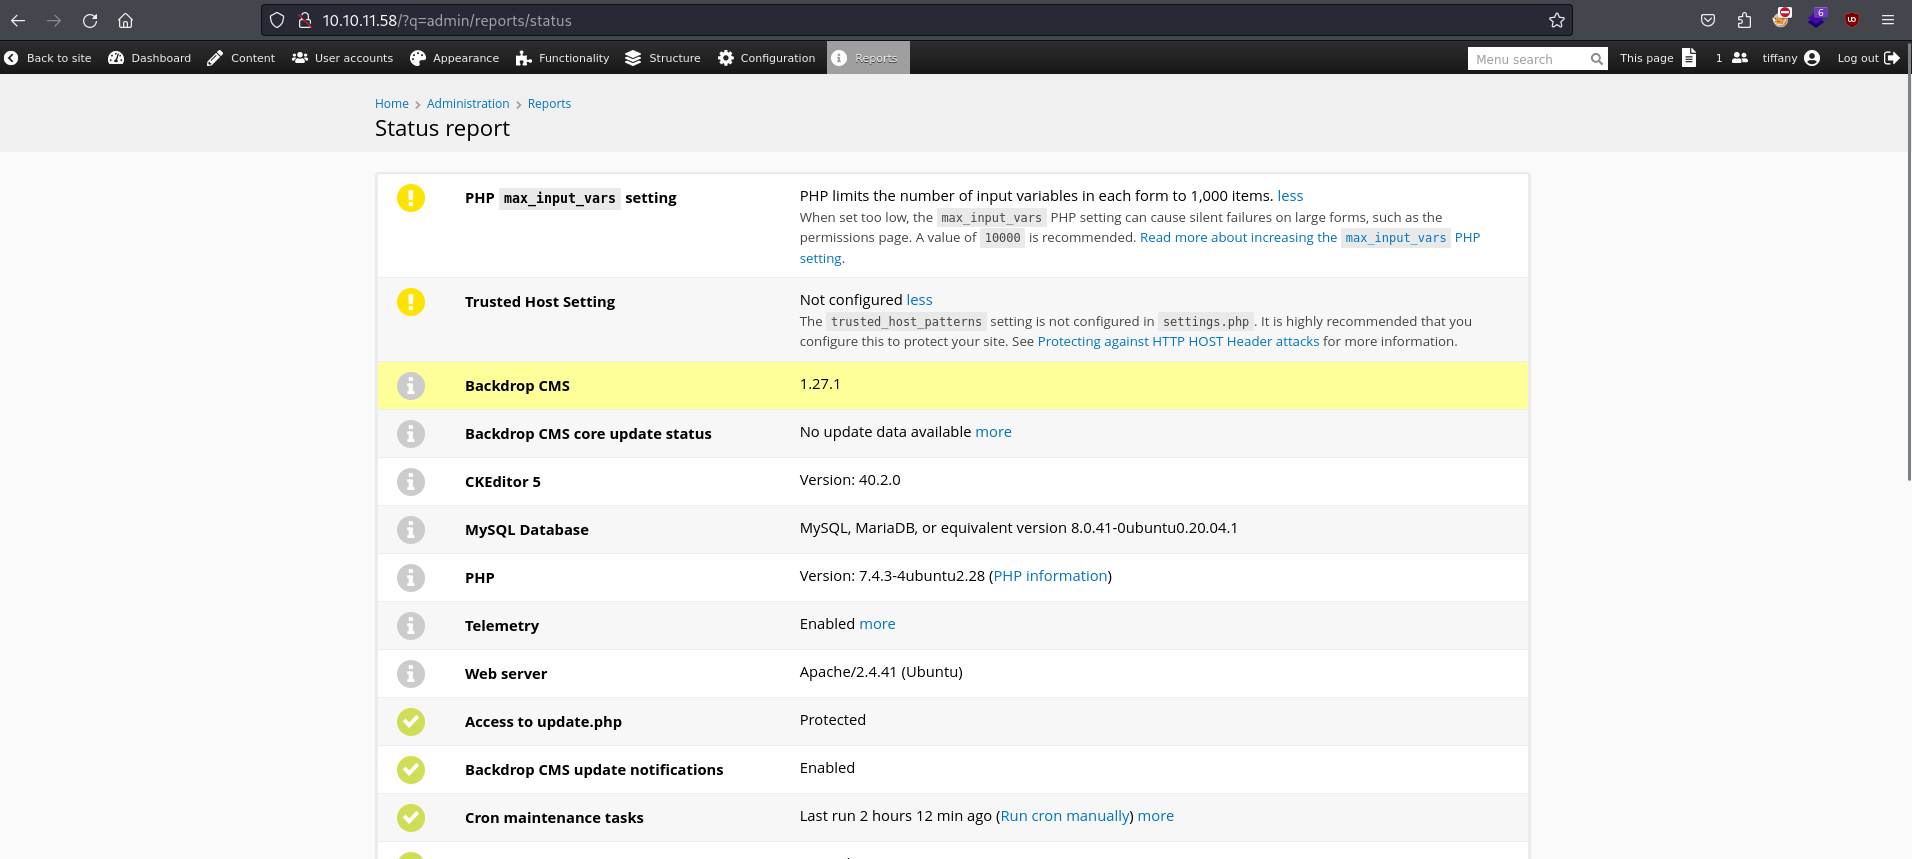 10.10.11.58/?q=admin/reports/status
6
Back to site Dashboard Content User accounts Appearance Functionality Structure Configuration Reports Menu search This page 1 tiffany Log out
Home › Administration › Reports
Status report
PHP max_input_vars setting
PHP limits the number of input variables in each form to 1,000 items. less
When set too low, the max_input_vars PHP setting can cause silent failures on large forms, such as the
permissions page. A value of 10000 is recommended. Read more about increasing the max_input_vars PHP
setting.
Trusted Host Setting
Not configured less
The trusted_host_patterns setting is not configured in settings.php. It is highly recommended that you
configure this to protect your site. See Protecting against HTTP HOST Header attacks for more information.
Backdrop CMS 1.27.1
Backdrop CMS core update status No update data available more
CKEditor 5 Version: 40.2.0
MySQL Database MySQL, MariaDB, or equivalent version 8.0.41-0ubuntu0.20.04.1
PHP Version: 7.4.3-4ubuntu2.28 (PHP information)
Telemetry Enabled more
Web server Apache/2.4.41 (Ubuntu)
Access to update.php Protected
Backdrop CMS update notifications Enabled
Cron maintenance tasks Last run 2 hours 12 min ago (Run cron manually) more